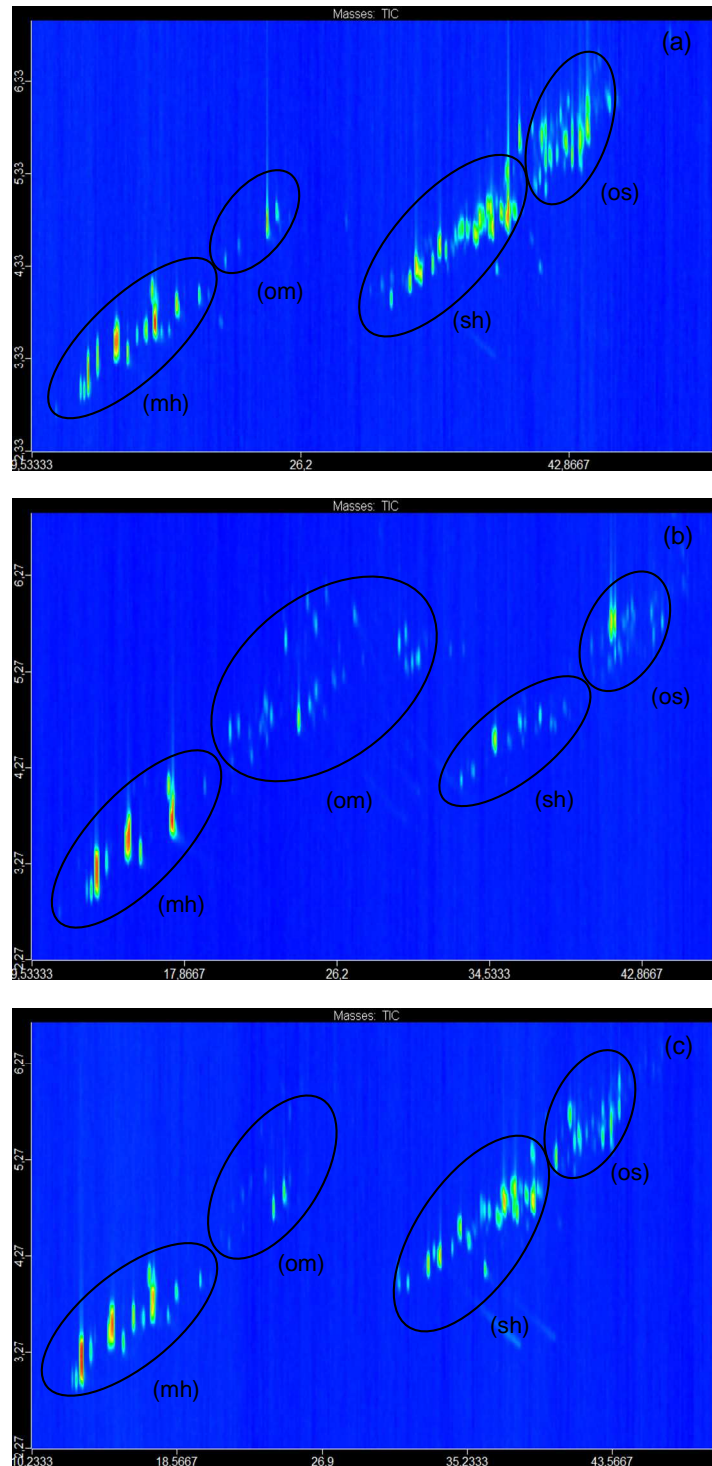 Masses: TIC
(a)
6,33
5,33
4,33
3,33
2,33
(os)
(om)
(sh)
(mh)
9,53333
26,2
42,8667
Masses: TIC
(b)
6,27
5,27
4,27
3,27
2,27
(os)
(om)
(sh)
(mh)
9,53333
17,8667
26,2
34,5333
42,8667
Masses: TIC
(c)
6,27
5,27
4,27
3,27
2,27
(os)
(om)
(sh)
(mh)
10,2333
18,5667
26,9
35,2333
43,5667